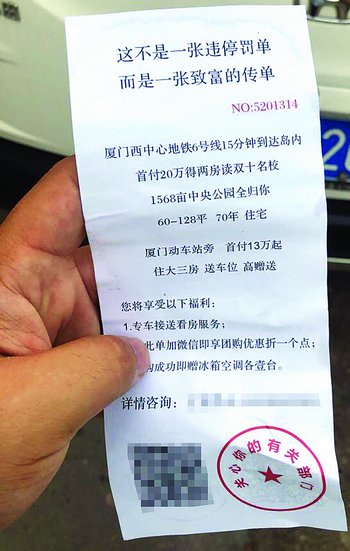 这不是一张违停罚单
而是一张致富的传单
NO:5201314
厦门西中心地铁6号线15分钟到达岛内
首付20万得两房读双十名校
1568亩中央公园全归你
60-128平 70年 住宅
厦门动车站旁 首付13万起
住大三房 送车位 高赠送
您将享受以下福利:
1.专车接送看房服务;
此单加微信即享团购优惠折一个点;
购成功即赠冰箱空调各壹台。
详情咨询:
关心你的有关部门